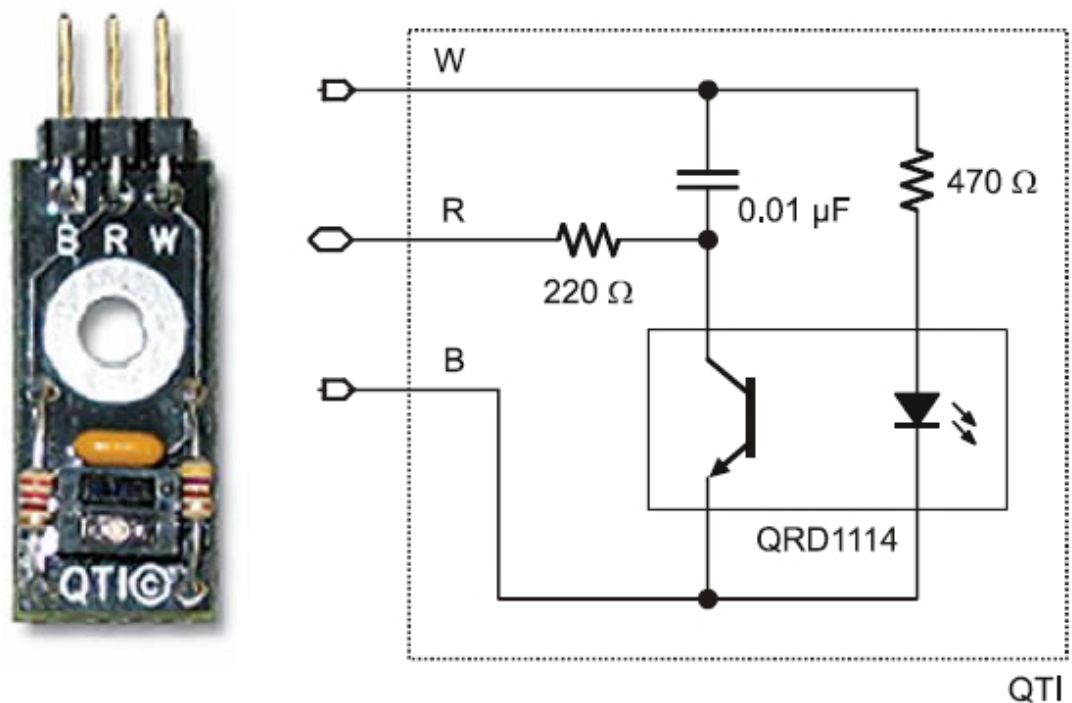 B R W
QTI©
W
470 Ω
0.01 µF
R
220 Ω
B
QRD1114
QTI